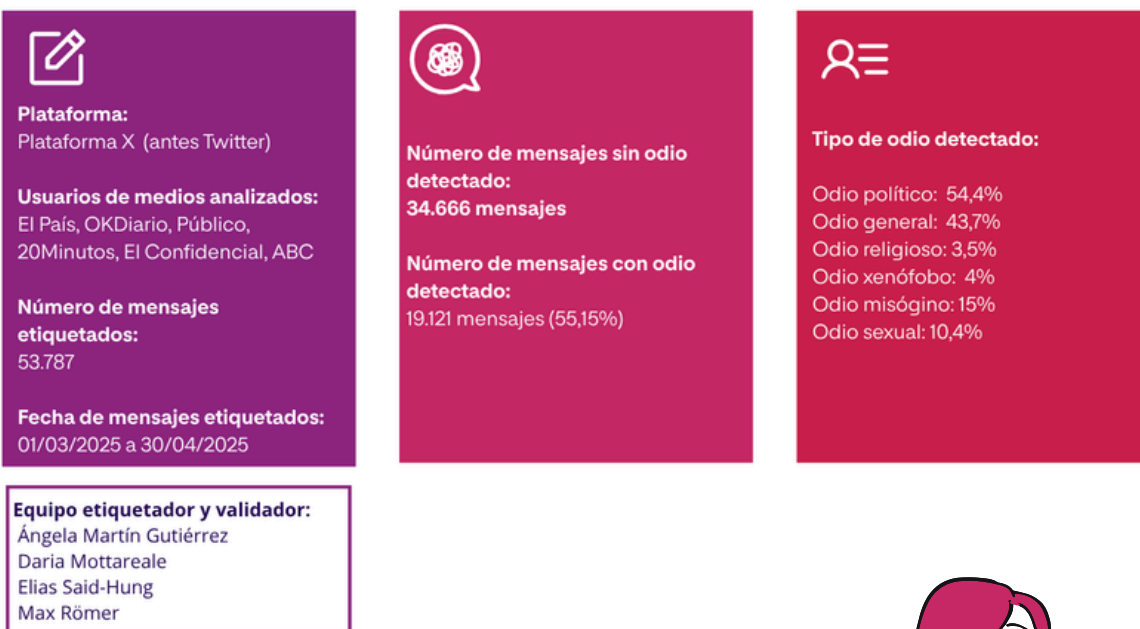 Plataforma:
Plataforma X (antes Twitter)
Usuarios de medios analizados:
El País, OKDiario, Público,
20Minutos, El Confidencial, ABC
Número de mensajes
etiquetados:
53.787
Fecha de mensajes etiquetados:
01/03/2025 a 30/04/2025
Número de mensajes sin odio
detectado:
34.666 mensajes
Número de mensajes con odio
detectado:
19.121 mensajes (55,15%)
Tipo de odio detectado:
Odio político: 54,4%
Odio general: 43,7%
Odio religioso: 3,5%
Odio xenófobo: 4%
Odio misógino: 15%
Odio sexual: 10,4%
Equipo etiquetador y validador:
Ángela Martín Gutiérrez
Daria Mottareale
Elias Said-Hung
Max Römer